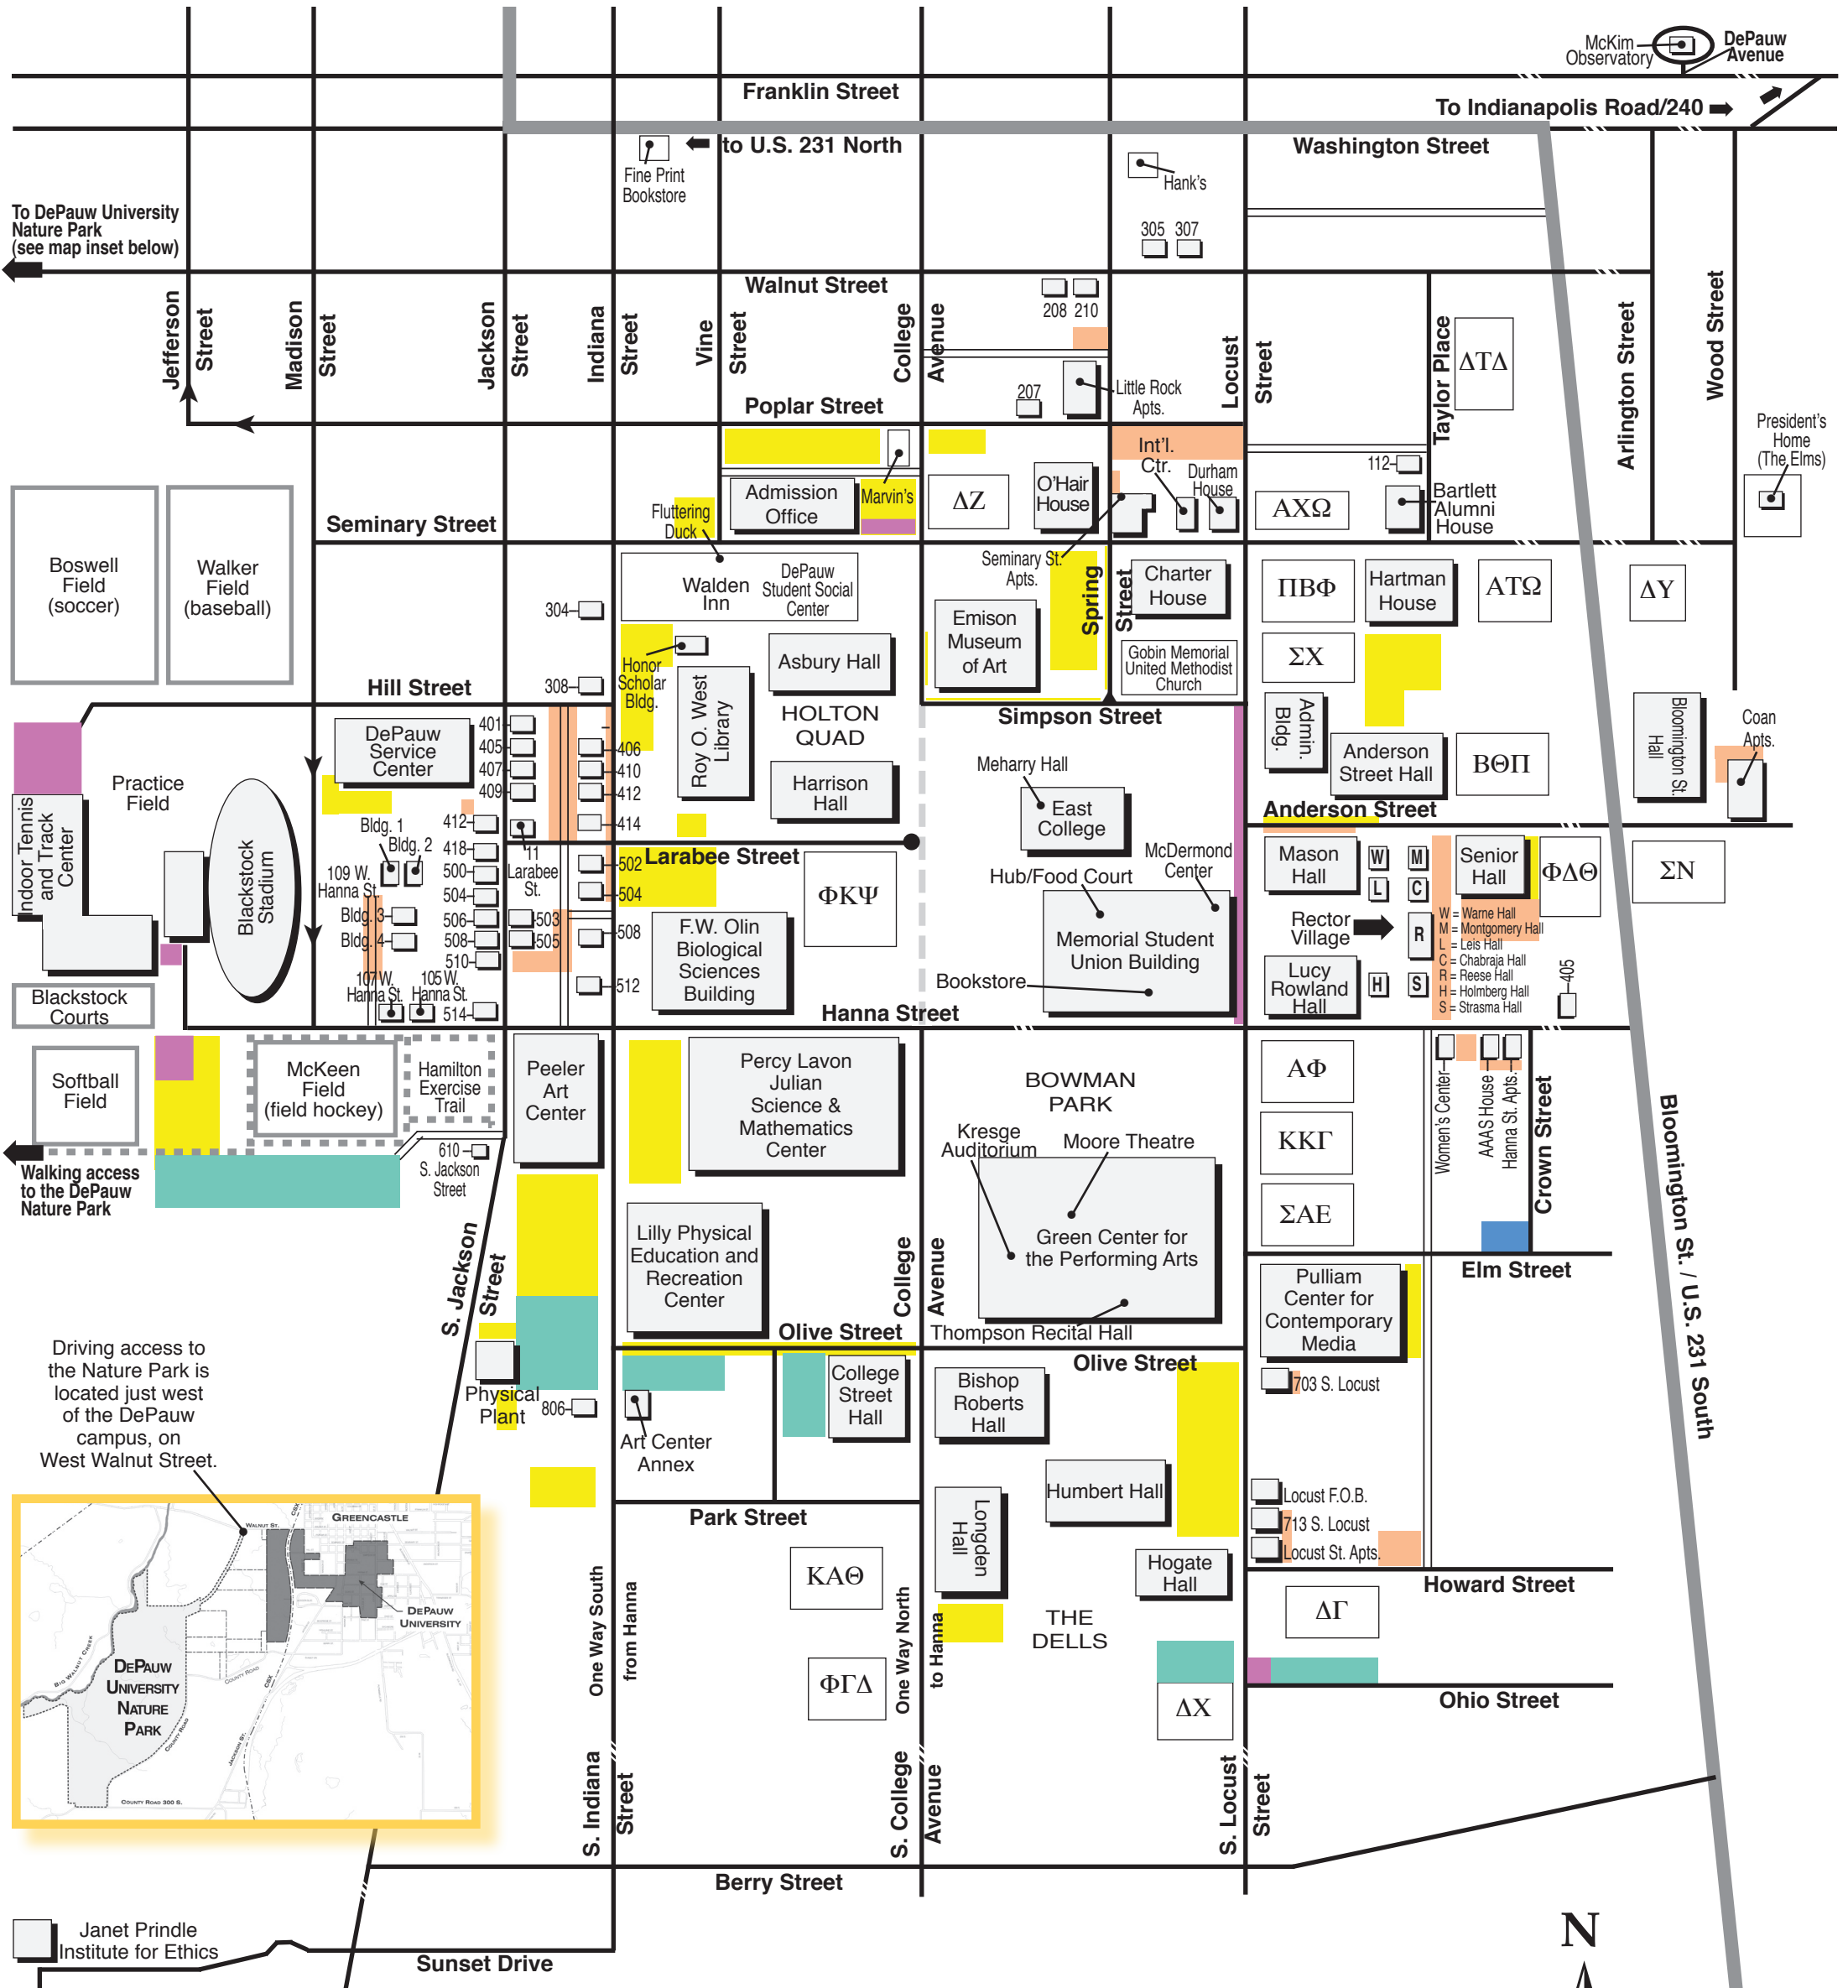 McKim
Observatory
DePauw
Avenue
Franklin Street
To Indianapolis Road/240
to U.S. 231 North
Washington Street
Fine Print
Bookstore
Hank's
To DePauw University
Nature Park
(see map inset below)
305 307
Walnut Street
208 210
Jefferson
Street
Madison
Street
Jackson
Street
Indiana
Street
Vine
Street
College
Avenue
Locust
Street
Taylor Place
ΔΤΔ
Arlington Street
Wood Street
207
Little Rock
Apts.
Poplar Street
President's
Home
(The Elms)
Int'l.
Ctr.
Durham
House
112
Admission
Office
Marvin's
ΔΖ
O'Hair
House
ΑΧΩ
Bartlett
Alumni
House
Fluttering
Duck
Seminary Street
Seminary St.
Apts.
Boswell
Field
(soccer)
Walker
Field
(baseball)
Walden
Inn
DePauw
Student Social
Center
304
Emison
Museum
of Art
Spring
Street
Charter
House
ΠΒΦ
Hartman
House
ΑΤΩ
ΔΥ
Honor
Scholar
Bldg.
Asbury Hall
Gobin Memorial
United Methodist
Church
ΣΧ
308
Hill Street
Roy O. West
Library
HOLTON
QUAD
Simpson Street
Admin.
Bldg.
Anderson
Street Hall
ΒΘΠ
Bloomington St.
Hall
Coan
Apts.
DePauw
Service
Center
401
405
407
409
406
410
412
414
Practice
Field
Harrison
Hall
Meharry Hall
East
College
Anderson Street
Indoor Tennis
and Track
Center
Blackstock
Stadium
Bldg. 1
Bldg. 2
109 W.
Hanna St.
Bldg. 3
Bldg. 4
107 W.
Hanna St.
105 W.
Hanna St.
412
418
500
504
506
508
510
514
11
Larabee
St.
503
505
Larabee Street
502
504
508
512
ΦΚΨ
F.W. Olin
Biological
Sciences
Building
McDermond
Center
Hub/Food Court
Memorial Student
Union Building
Bookstore
Mason
Hall
W
M
L
C
R
H
S
Senior
Hall
ΦΔΘ
ΣΝ
Rector
Village
W = Warne Hall
M = Montgomery Hall
L = Leis Hall
C = Chabraja Hall
R = Reese Hall
H = Holmberg Hall
S = Strasma Hall
Lucy
Rowland
Hall
405
Blackstock
Courts
Hanna Street
Softball
Field
McKeen
Field
(field hockey)
Hamilton
Exercise
Trail
Peeler
Art
Center
Percy Lavon
Julian
Science &
Mathematics
Center
BOWMAN
PARK
ΑΦ
Women's Center
AAAS House
Hanna St. Apts.
Crown Street
Kresge
Auditorium
Moore Theatre
ΚΚΓ
Walking access
to the DePauw
Nature Park
610
S. Jackson
Street
Green Center for
the Performing Arts
ΣΑΕ
Bloomington St. / U.S. 231 South
S. Jackson
Street
Lilly Physical
Education and
Recreation
Center
College
Avenue
Elm Street
Thompson Recital Hall
Pulliam
Center for
Contemporary
Media
Olive Street
Olive Street
Driving access to
the Nature Park is
located just west
of the DePauw
campus, on
West Walnut Street.
Physical
Plant
806
Art Center
Annex
College
Street
Hall
Bishop
Roberts
Hall
703 S. Locust
Humbert Hall
Locust F.O.B.
713 S. Locust
Locust St. Apts.
Park Street
Longden
Hall
Hogate
Hall
Howard Street
WALNUT ST.
CSX
GREENCASTLE
DEPAUW
UNIVERSITY
BIG WALNUT CREEK
DEPAUW
UNIVERSITY
NATURE
PARK
COUNTY ROAD
COUNTY ROAD
CSX
JACKSON ST.
COUNTY ROAD 300 S.
One Way South
from Hanna
ΚΑΘ
One Way North
to Hanna
THE
DELLS
ΔΓ
ΦΓΔ
ΔΧ
Ohio Street
S. Indiana
Street
S. College
Avenue
S. Locust
Street
Berry Street
Janet Prindle
Institute for Ethics
Sunset Drive
N